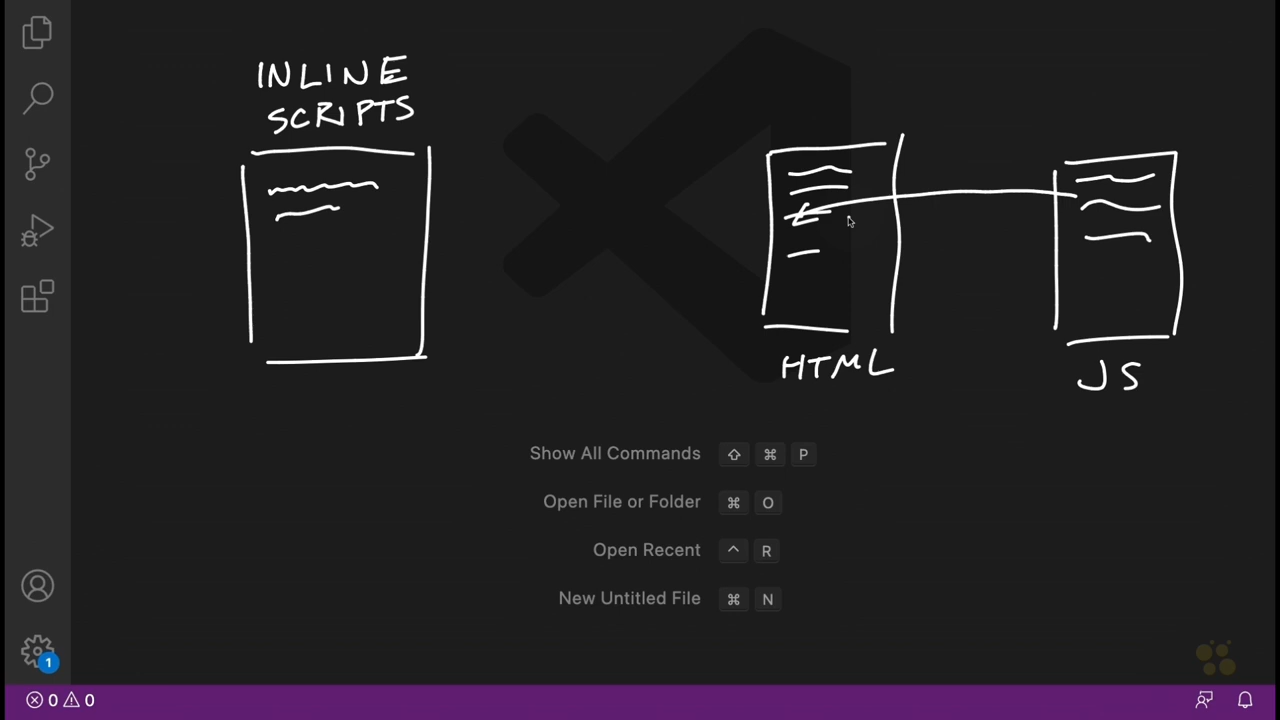 INLINE
SCRIPTS
HTML
JS
Show All Commands ⇧ ⌘ P
Open File or Folder ⌘ O
Open Recent ^ R
New Untitled File ⌘ N
1
0 0